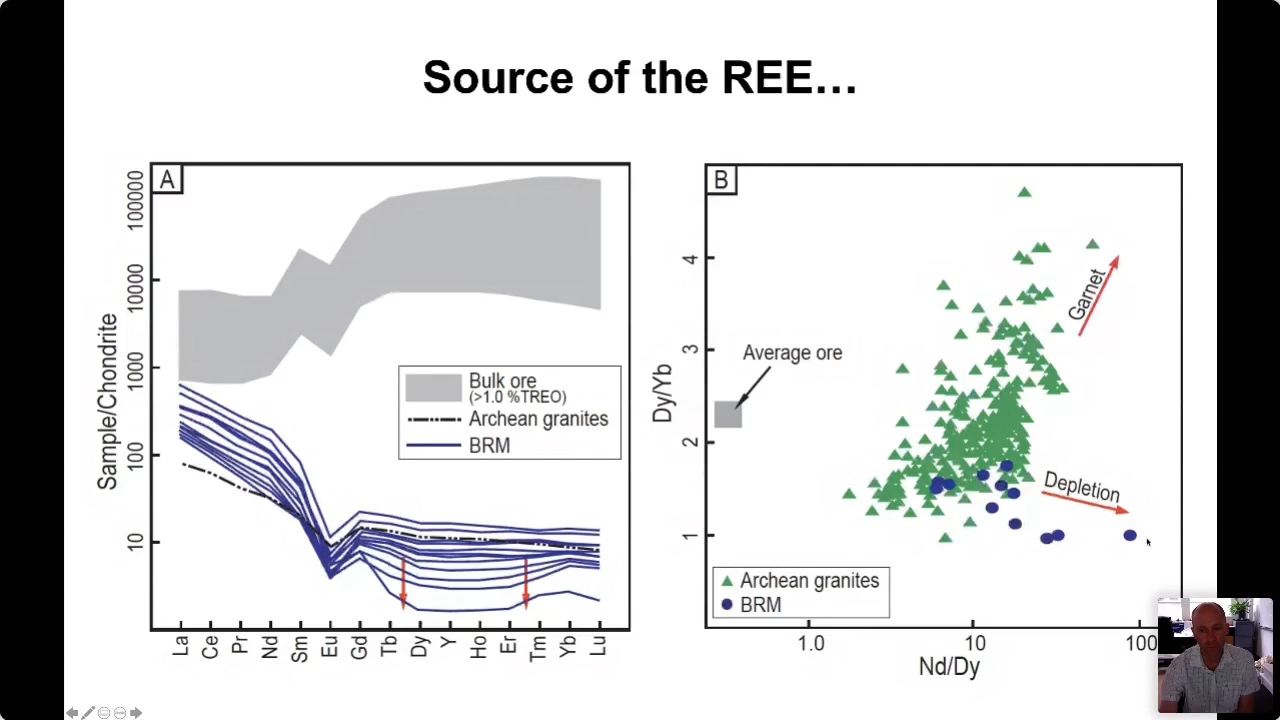 Source of the REE…
A
Sample/Chondrite
100000
10000
1000
100
10
Bulk ore
(>1.0 %TREO)
Archean granites
BRM
La
Ce
Pr
Nd
Sm
Eu
Gd
Tb
Dy
Y
Ho
Er
Tm
Yb
Lu
B
Dy/Yb
4
3
2
1
Average ore
Garnet
Depletion
Archean granites
BRM
1.0
10
100
Nd/Dy